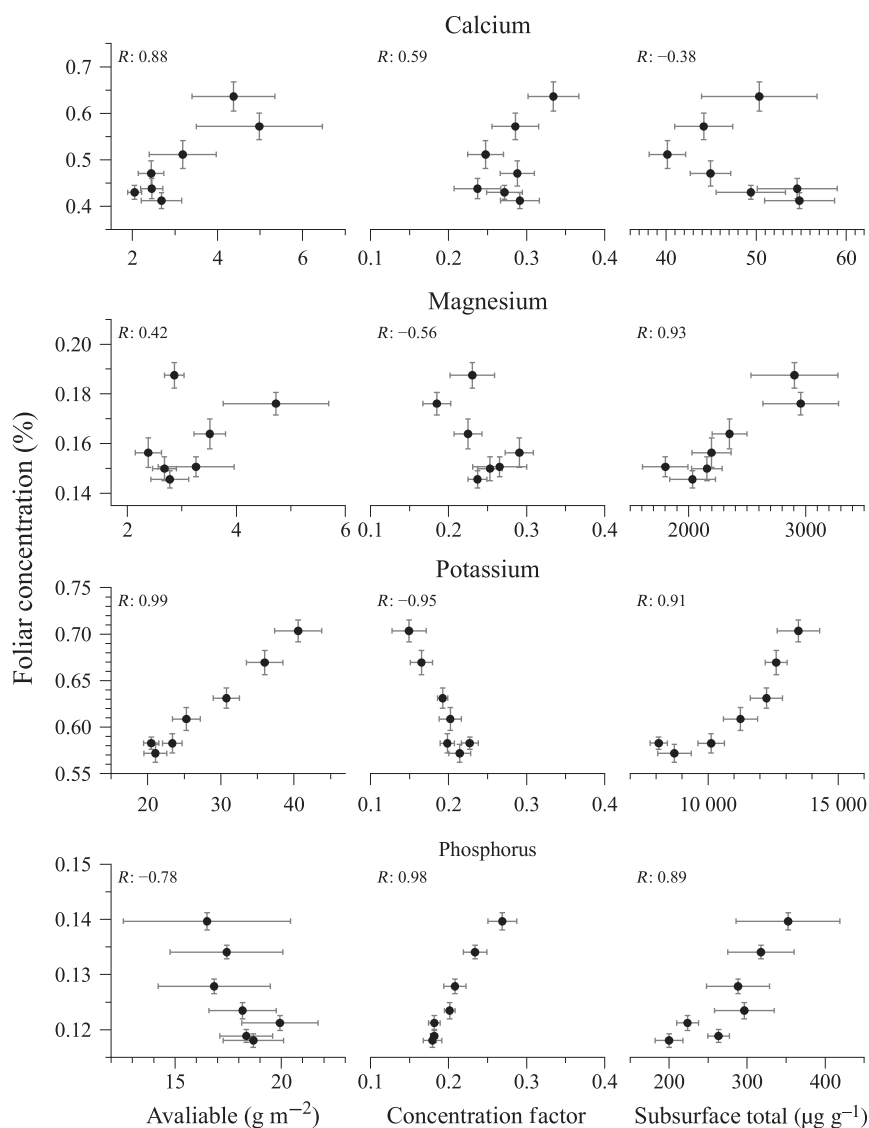 Calcium
R: 0.88
R: 0.59
R: −0.38
0.7
0.6
0.5
0.4
2 4 6
0.1 0.2 0.3 0.4
40 50 60
Magnesium
R: 0.42
R: −0.56
R: 0.93
0.20
0.18
0.16
0.14
2 4 6
0.1 0.2 0.3 0.4
2000 3000
Foliar concentration (%)
Potassium
R: 0.99
R: −0.95
R: 0.91
0.75
0.70
0.65
0.60
0.55
20 30 40
0.1 0.2 0.3 0.4
10 000 15 000
Phosphorus
R: −0.78
R: 0.98
R: 0.89
0.15
0.14
0.13
0.12
15 20
0.1 0.2 0.3 0.4
200 300 400
Avaliable (g m⁻²)
Concentration factor
Subsurface total (µg g⁻¹)